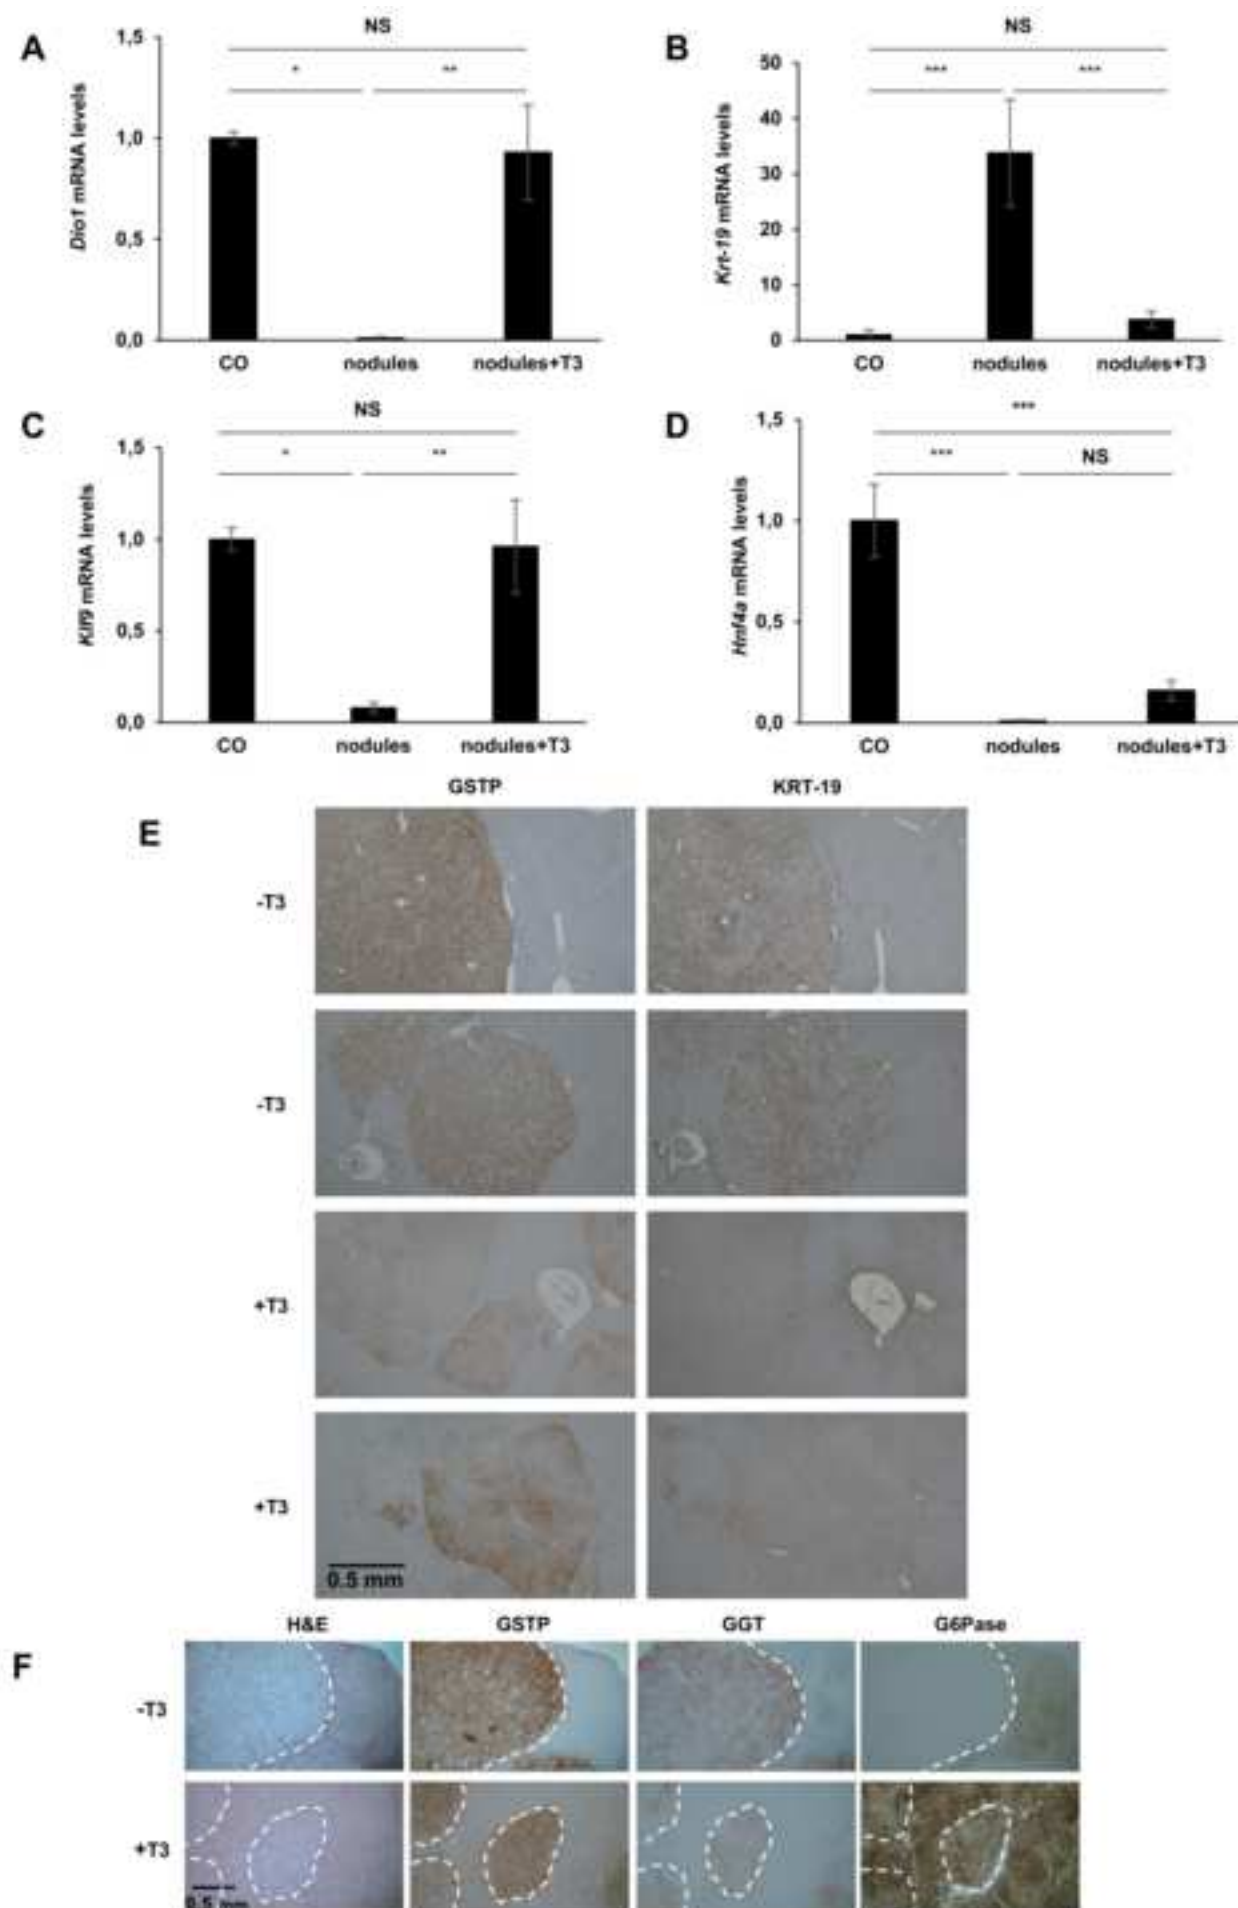 A
B
NS
* **
Dio1 mRNA levels
1,5
1,0
0,5
0,0
CO nodules nodules+T3
NS
*** ***
Krt-19 mRNA levels
50
40
30
20
10
0
CO nodules nodules+T3
C
D
NS
* **
Klf9 mRNA levels
1,5
1,0
0,5
0,0
CO nodules nodules+T3
***
*** NS
Hnf4a mRNA levels
1,5
1,0
0,5
0,0
CO nodules nodules+T3
GSTP KRT-19
E
-T3
-T3
+T3
+T3
0.5 mm
H&E GSTP GGT G6Pase
F
-T3
+T3
0.5 mm